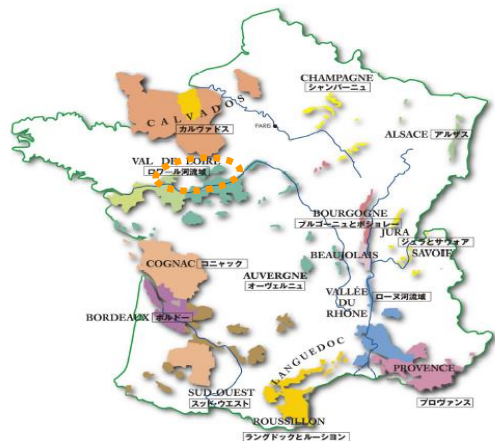 CHAMPAGNE
シャンパーニュ
CALVADOS
カルヴァドス
PARIS
ALSACE アルザス
VAL DE LOIRE
ロワール河流域
BOURGOGNE
ブルゴーニュとボジョレー
JURA
ジュラとサヴォア
SAVOIE
BEAUJOLAIS
COGNAC コニャック
AUVERGNE
オーヴェルニュ
VALLÉE
DU
RHÔNE
ローヌ河流域
BORDEAUX ボルドー
LANGUEDOC
PROVENCE
プロヴァンス
SUD-OUEST
スッド・ウエスト
ROUSSILLON
ラングドックとルーション